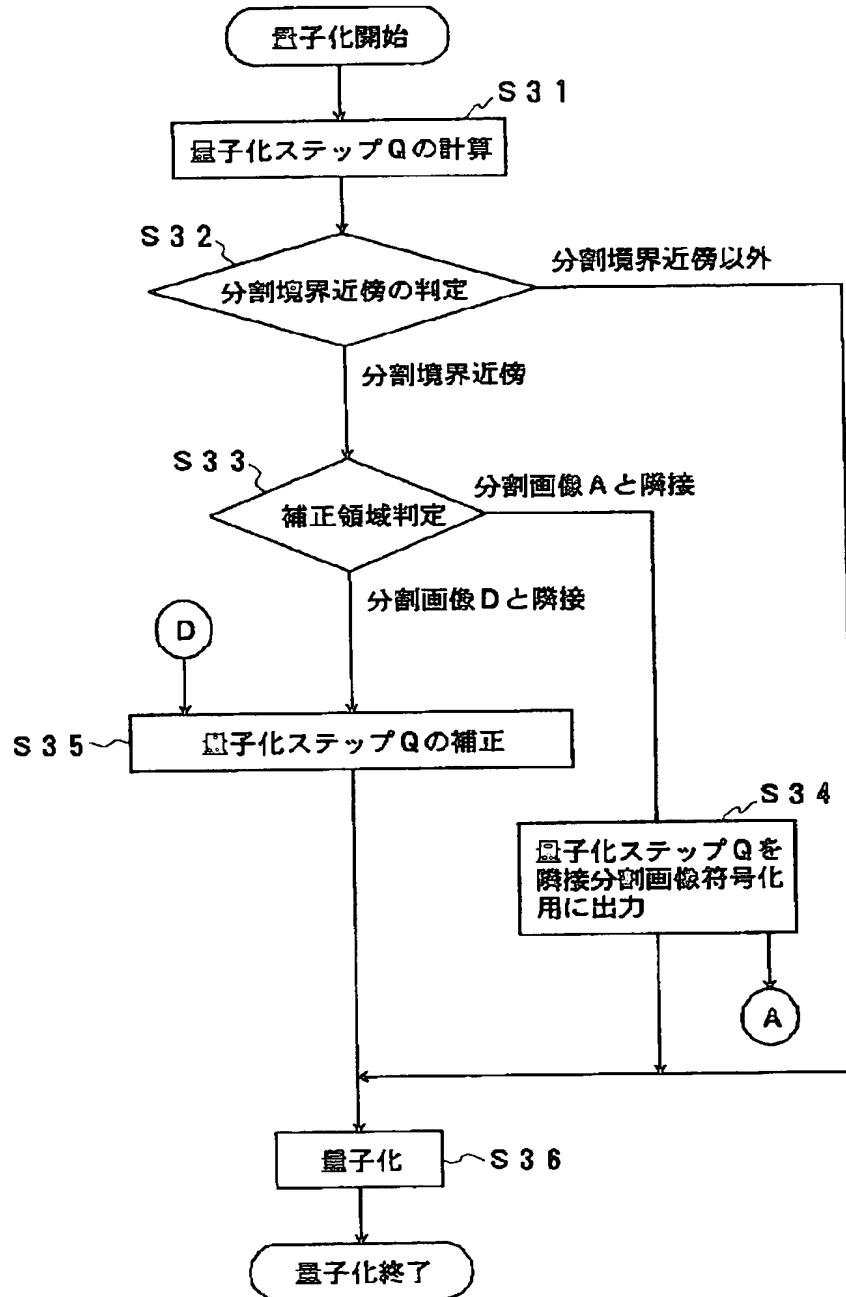 量子化開始
S31
量子化ステップQの計算
S32
分割境界近傍の判定
分割境界近傍以外
分割境界近傍
S33
補正領域判定
分割画像Aと隣接
分割画像Dと隣接
D
S35
量子化ステップQの補正
S34
量子化ステップQを
隣接分割画像符号化
用に出力
A
量子化
S36
量子化終了